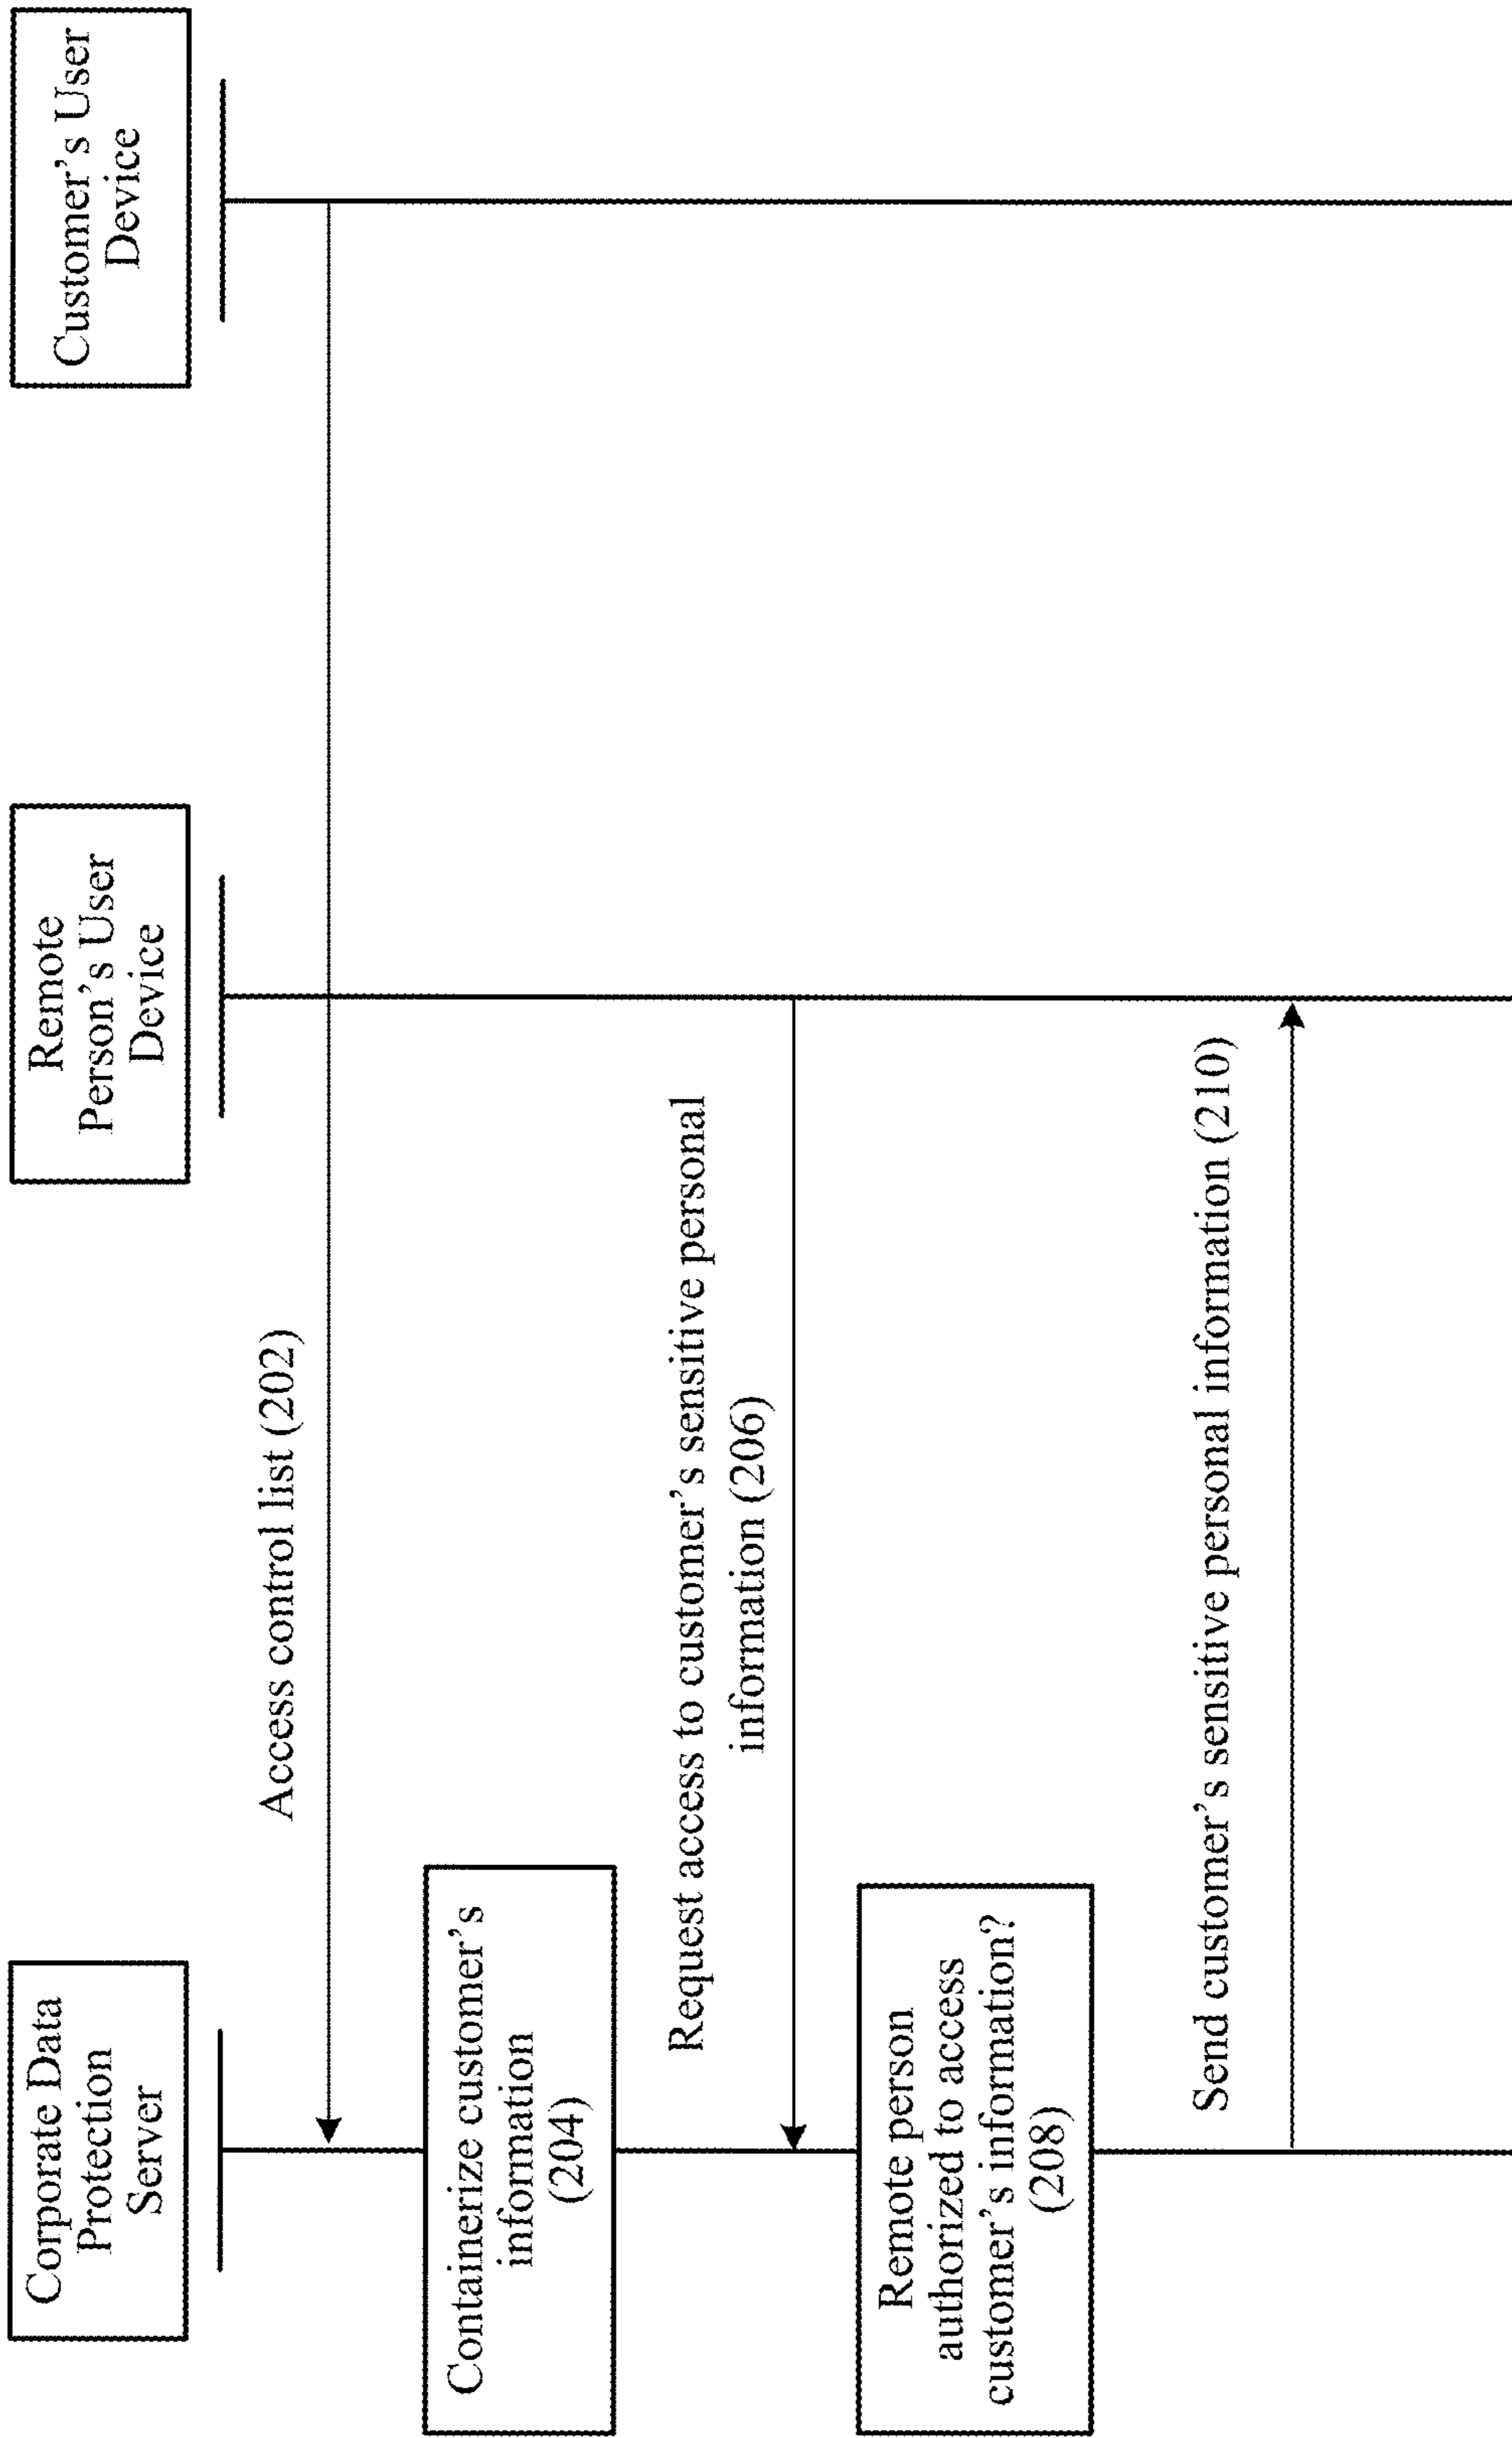 Corporate Data
Protection
Server
Remote
Person's User
Device
Customer's User
Device
Access control list (202)
Containerize customer's
information
(204)
Request access to customer's sensitive personal
information (206)
Remote person
authorized to access
customer's information?
(208)
Send customer's sensitive personal information (210)